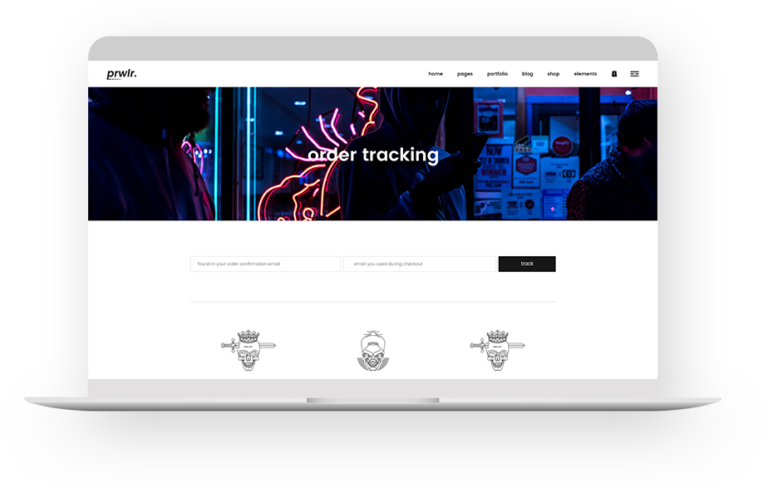 prwlr.
home pages portfolio blog shop elements
order tracking
WINNER
found in your order confirmation email
email you used during checkout
track